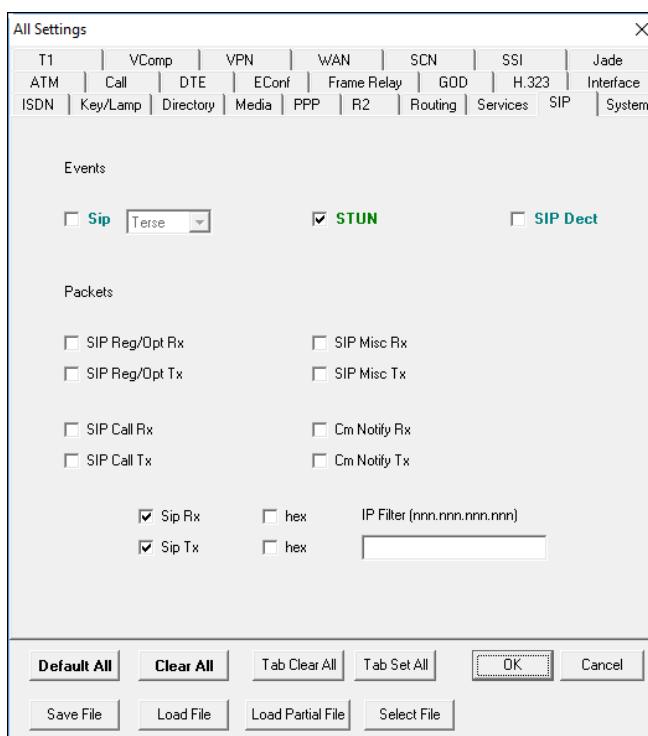 All Settings
T1 VComp VPN WAN SCN SSI Jade
ATM Call DTE EConf Frame Relay GOD H.323 Interface
ISDN Key/Lamp Directory Media PPP R2 Routing Services SIP System
Events
Sip Terse STUN SIP Dect
Packets
SIP Reg/Opt Rx SIP Misc Rx
SIP Reg/Opt Tx SIP Misc Tx
SIP Call Rx Cm Notify Rx
SIP Call Tx Cm Notify Tx
Sip Rx hex IP Filter (nnn.nnn.nnn.nnn)
Sip Tx hex
Default All Clear All Tab Clear All Tab Set All OK Cancel
Save File Load File Load Partial File Select File